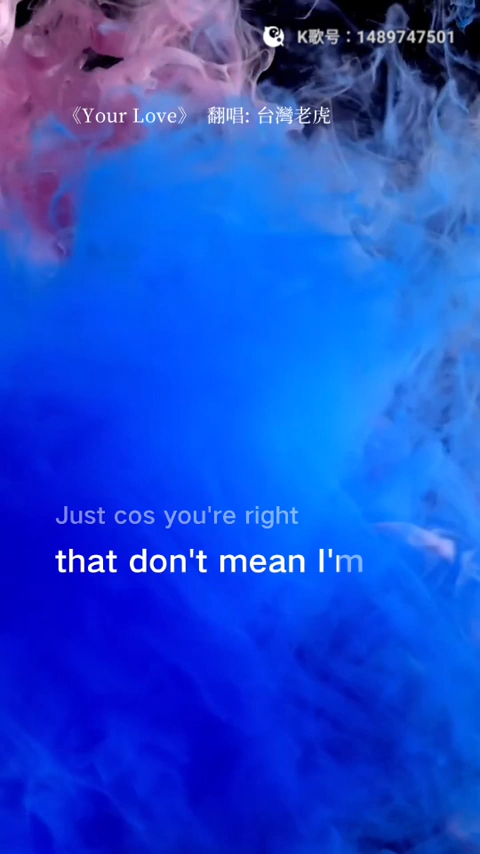 K歌号：1489747501
《Your Love》 翻唱: 台灣老虎
Just cos you're right
that don't mean I'm